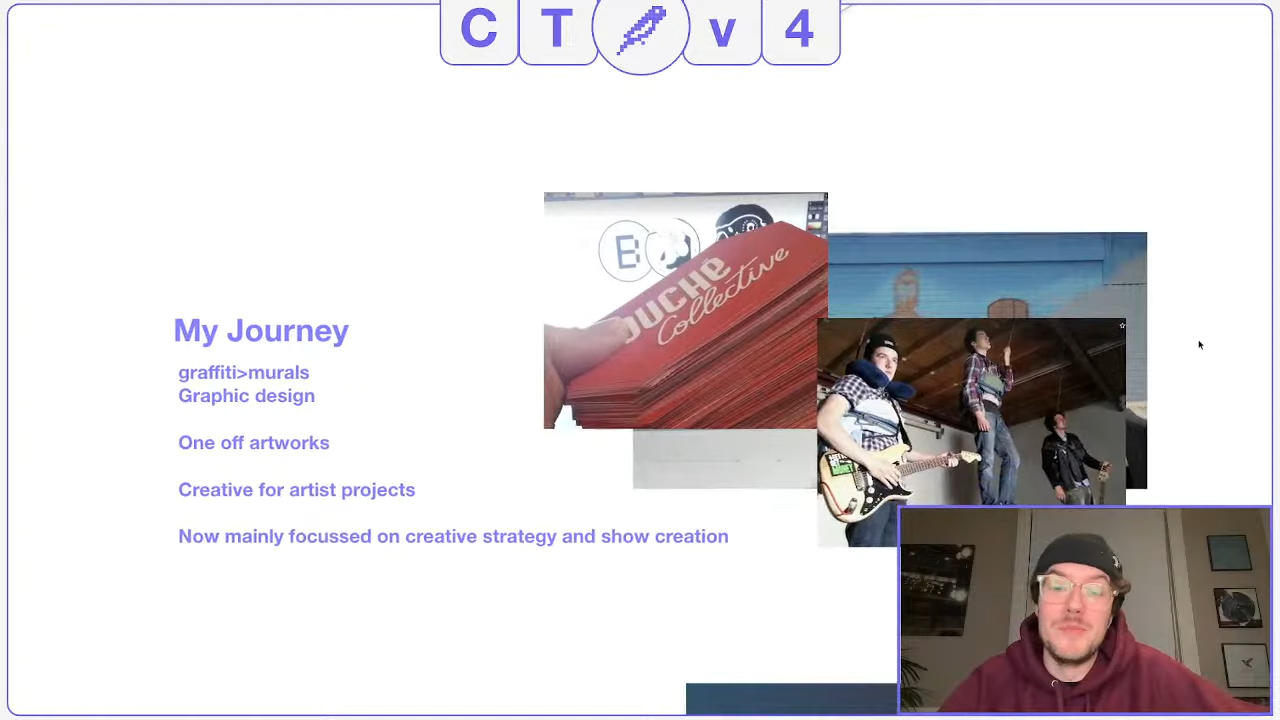 C T v 4
B
Collective
My Journey
graffiti>murals
Graphic design
One off artworks
Creative for artist projects
Now mainly focussed on creative strategy and show creation